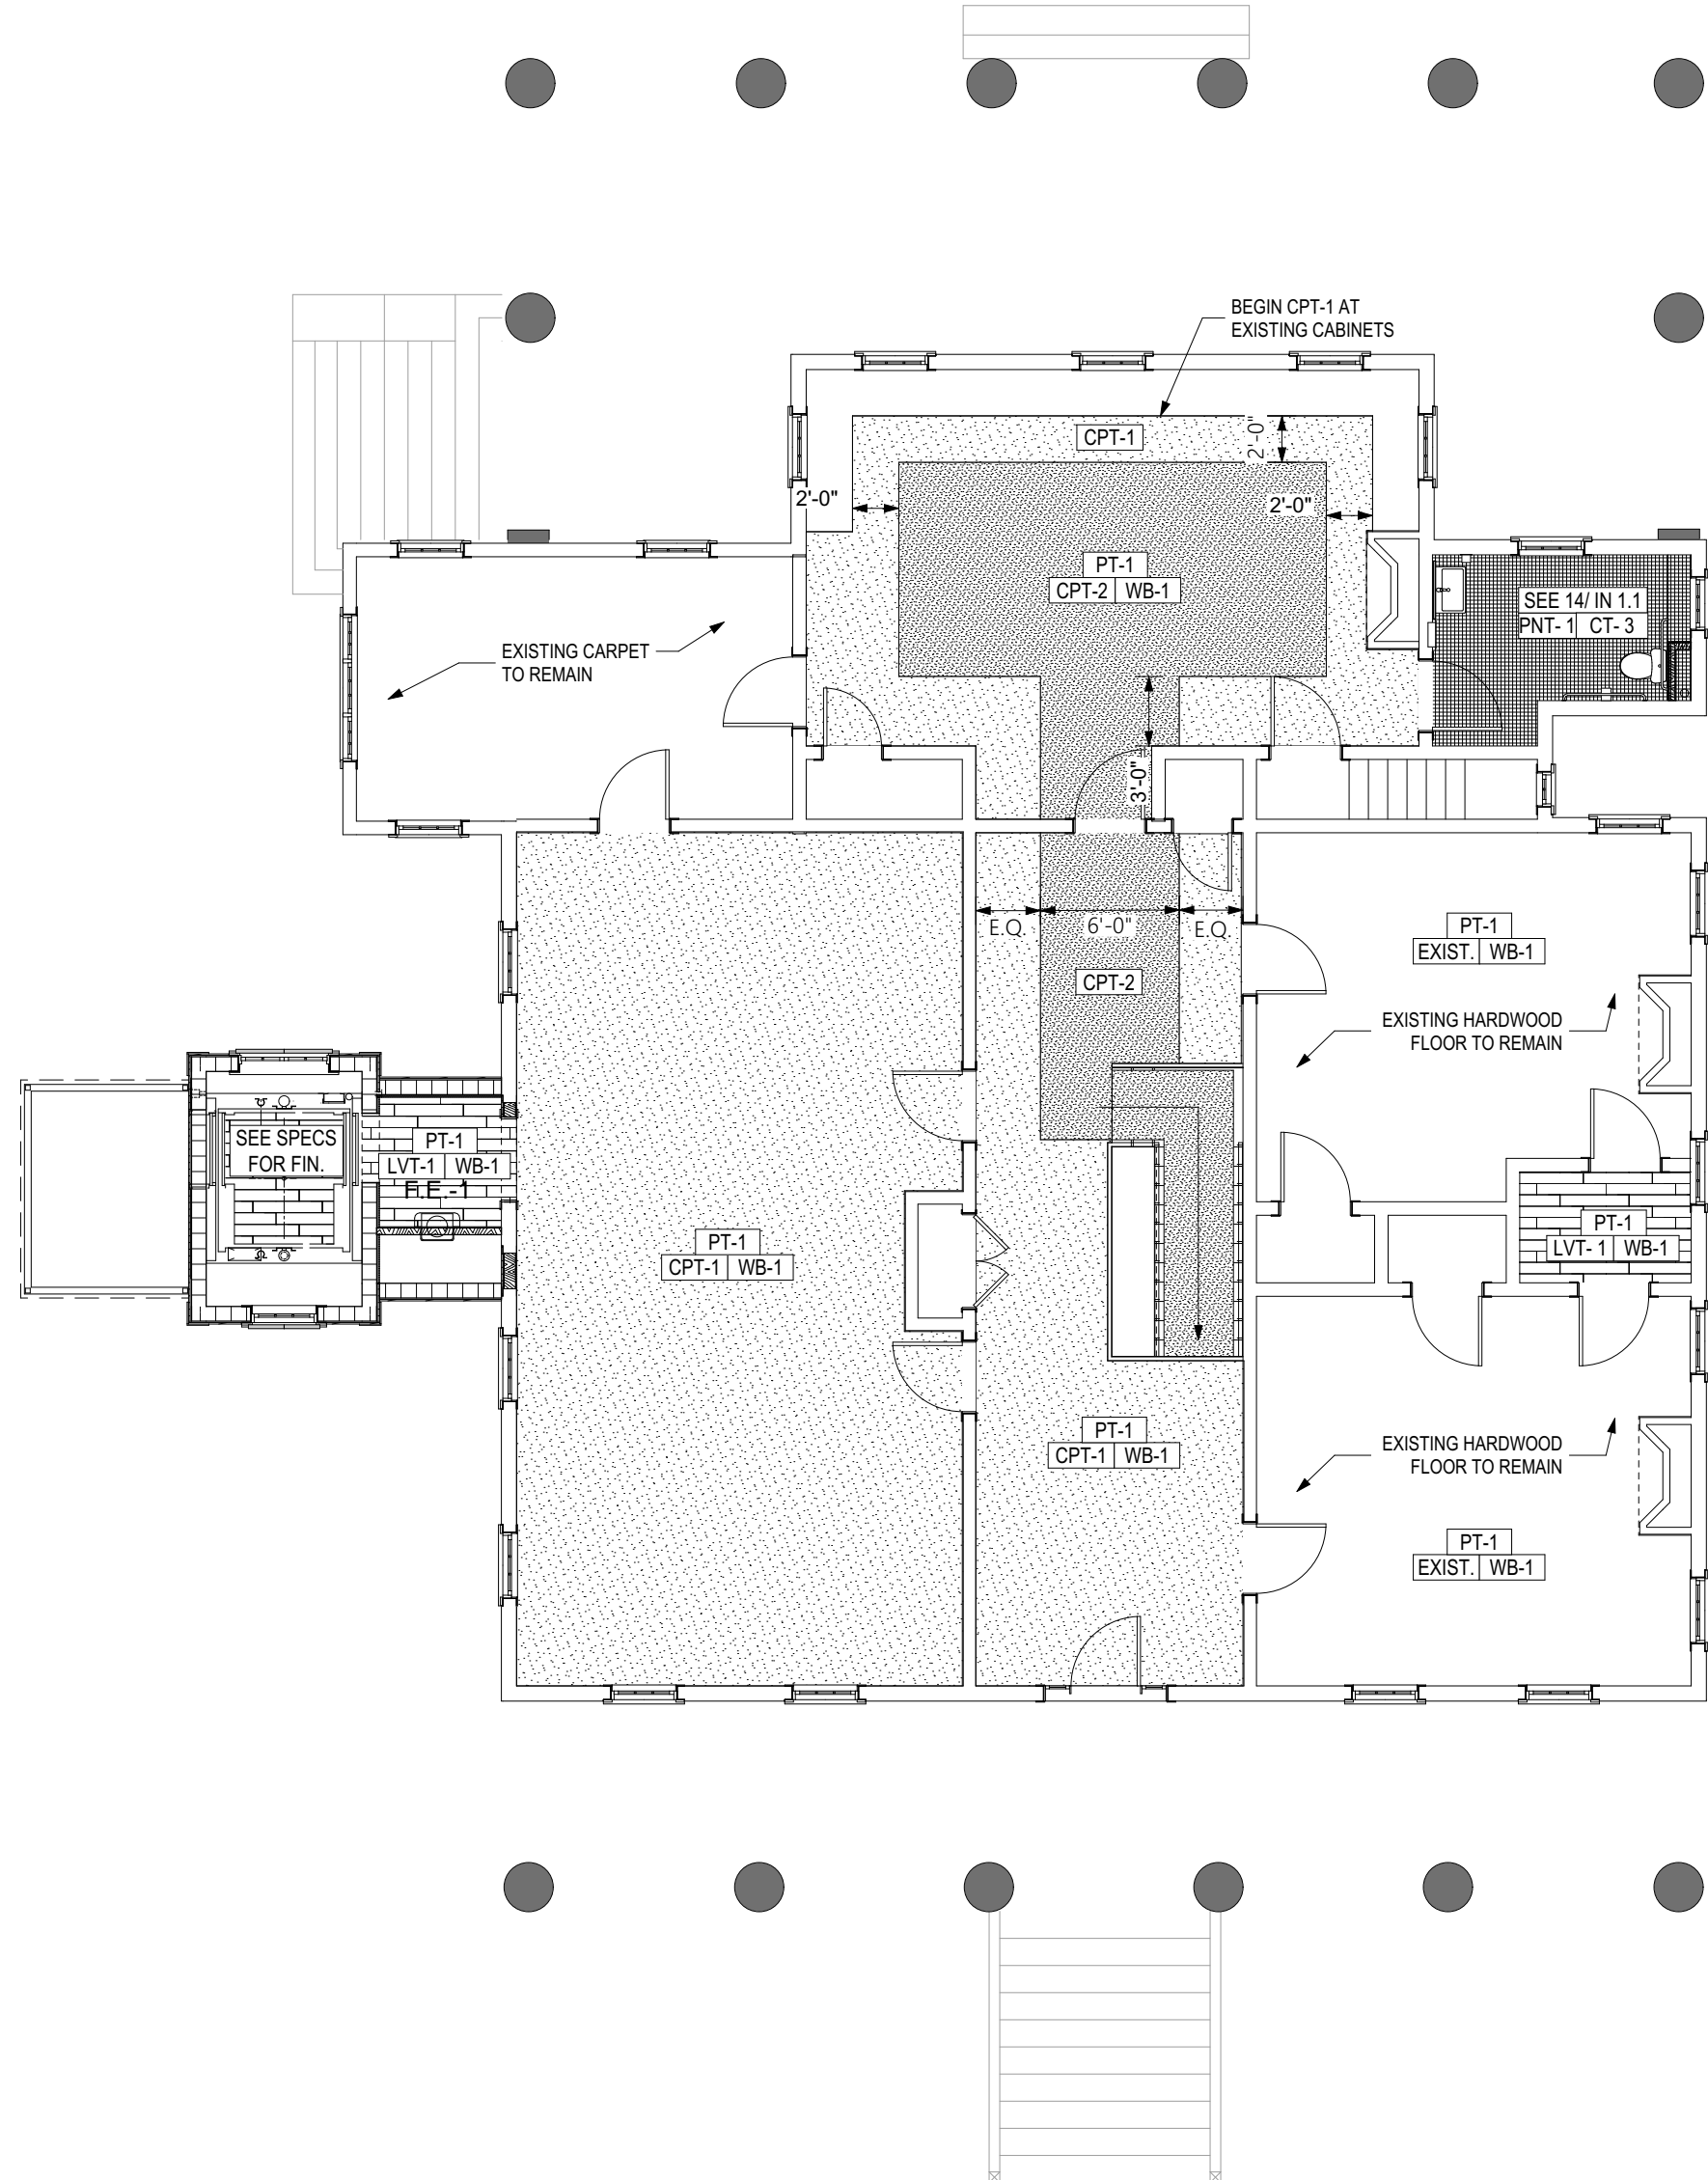 BEGIN CPT-1 AT
EXISTING CABINETS
CPT-1
2'-0"
2'-0"
2'-0"
PT-1
CPT-2 WB-1
SEE 14/ IN 1.1
PNT- 1 CT- 3
EXISTING CARPET
TO REMAIN
3'-0"
E.Q.
6'-0"
E.Q.
CPT-2
PT-1
EXIST. WB-1
EXISTING HARDWOOD
FLOOR TO REMAIN
SEE SPECS
FOR FIN.
PT-1
LVT-1 WB-1
F.E.-1
PT-1
CPT-1 WB-1
PT-1
LVT- 1 WB-1
PT-1
CPT-1 WB-1
EXISTING HARDWOOD
FLOOR TO REMAIN
PT-1
EXIST. WB-1